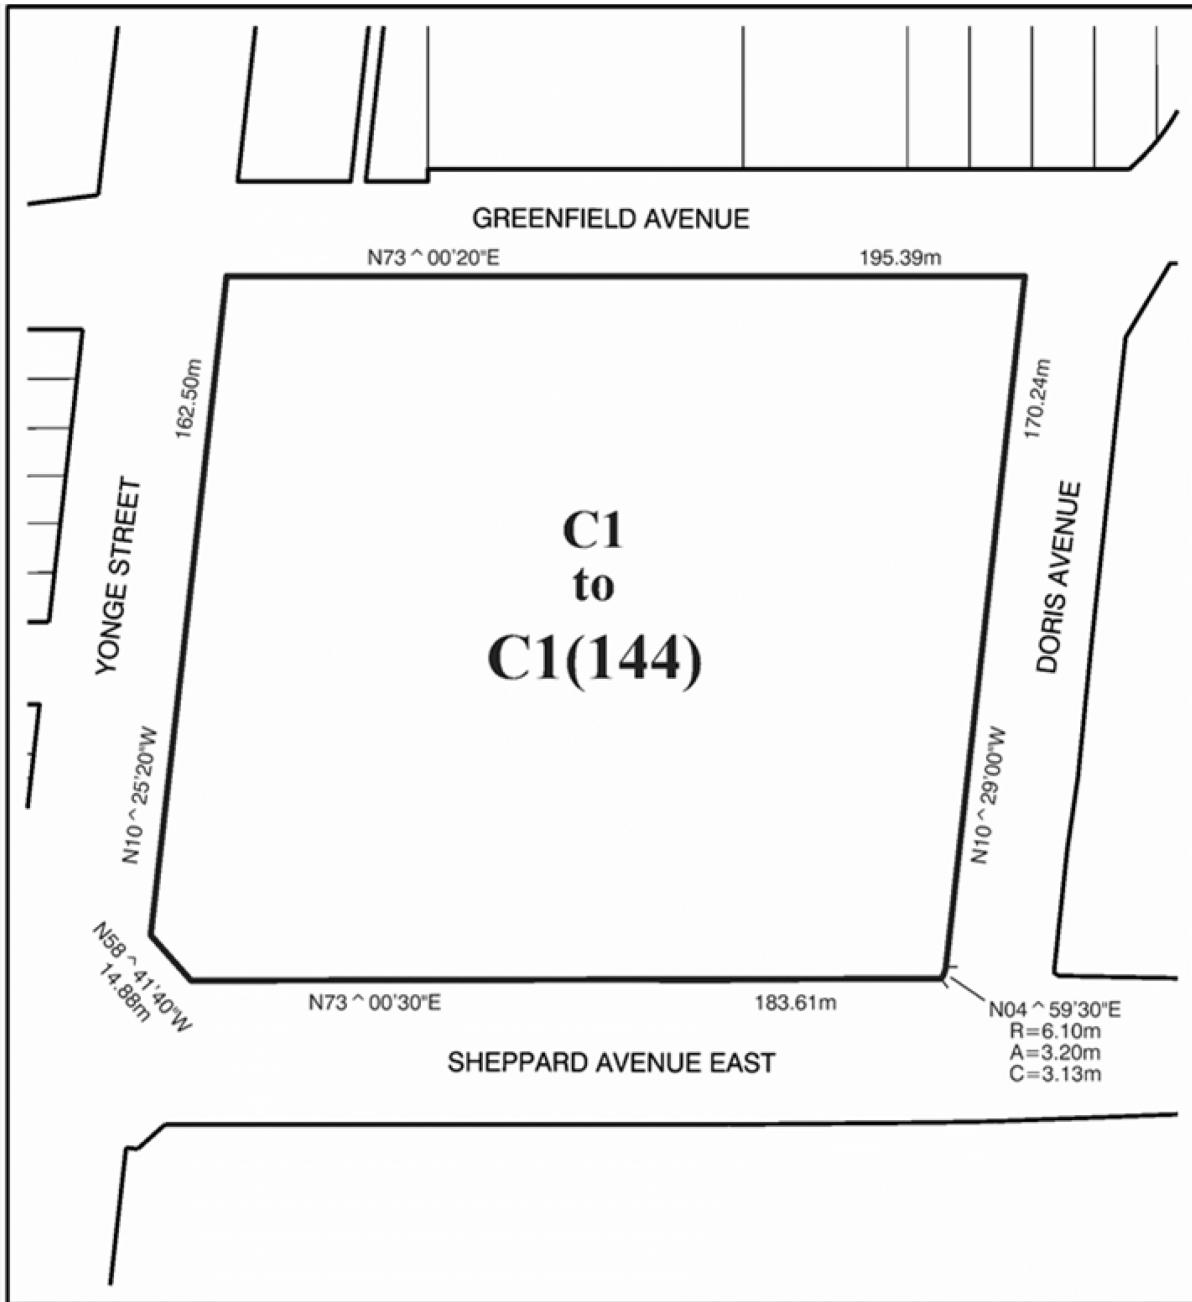 GREENFIELD AVENUE
N73^00'20"E
195.39m
162.50m
170.24m
YONGE STREET
C1
to
C1(144)
DORIS AVENUE
N10^25'20"W
N10^29'00"W
N58^41'40"W
14.88m
N73^00'30"E
183.61m
N04^59'30"E
R=6.10m
A=3.20m
C=3.13m
SHEPPARD AVENUE EAST